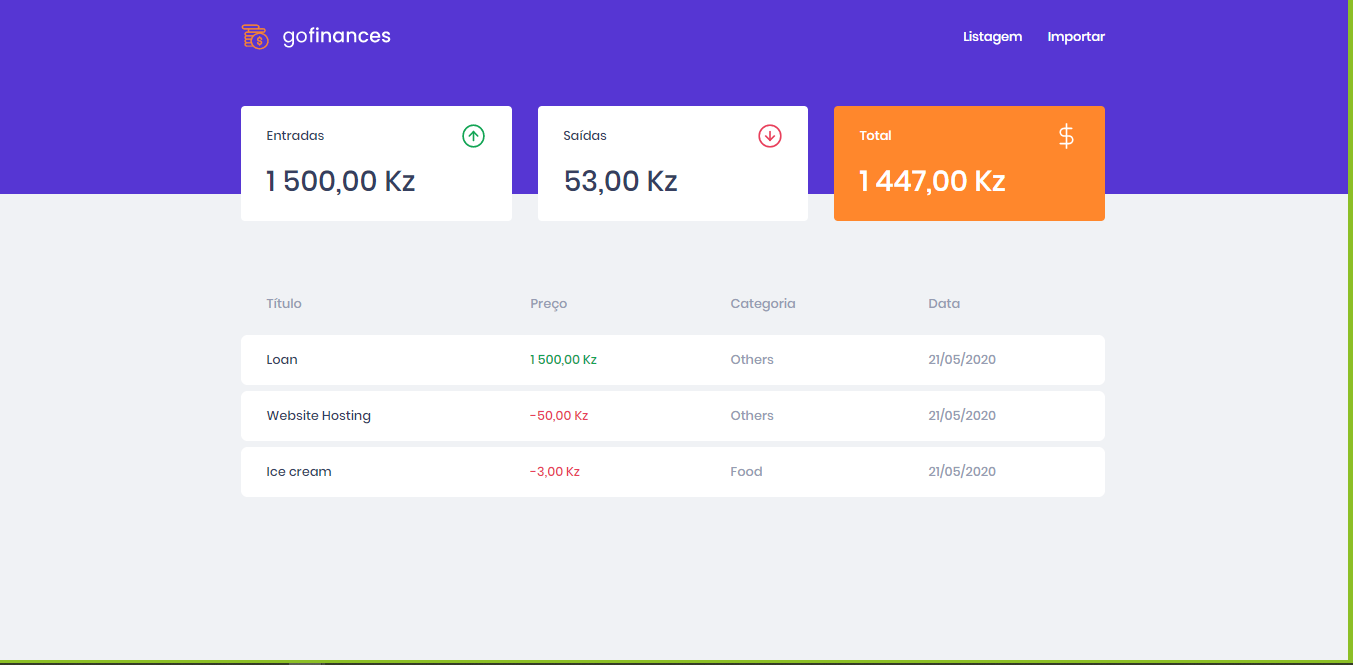 gofinances Listagem Importar
Entradas Saídas Total $
1 500,00 Kz 53,00 Kz 1 447,00 Kz
Título Preço Categoria Data
Loan 1 500,00 Kz Others 21/05/2020
Website Hosting -50,00 Kz Others 21/05/2020
Ice cream -3,00 Kz Food 21/05/2020